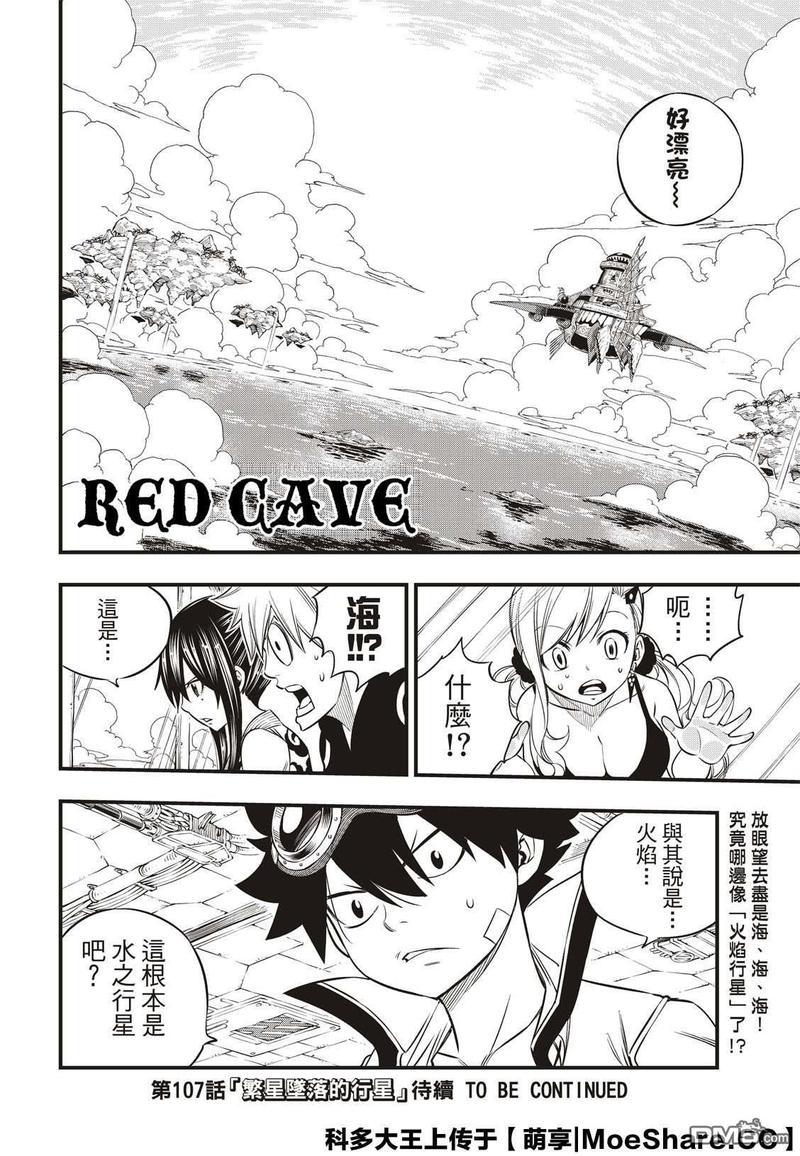 好漂亮～
RED CAVE
……
呃…
什麼!?
海!!?
這是…
與其說是…
火焰…
這根本是
水之行星
吧？
放眼望去盡是海、海、海！
究竟哪邊像「火焰行星」了!?
第107話「繁星墜落的行星」待續 TO BE CONTINUED
科多大王上传于【萌享|MoeShare.CC】